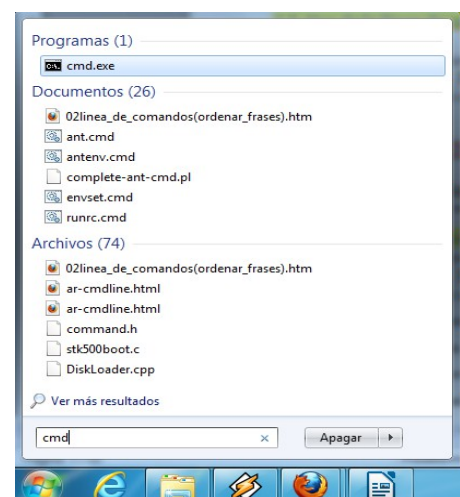 Programas (1)
cmd.exe
Documentos (26)
02linea_de_comandos(ordenar_frases).htm
ant.cmd
antenv.cmd
complete-ant-cmd.pl
envset.cmd
runrc.cmd
Archivos (74)
02linea_de_comandos(ordenar_frases).htm
ar-cmdline.html
ar-cmdline.html
command.h
stk500boot.c
DiskLoader.cpp
Ver más resultados
cmd
Apagar